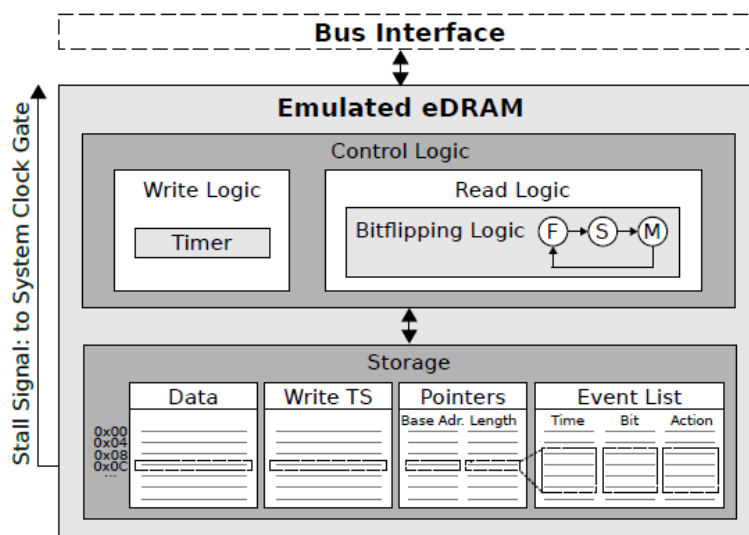 Bus Interface
Stall Signal: to System Clock Gate
Emulated eDRAM
Control Logic
Write Logic
Timer
Read Logic
Bitflipping Logic
F
S
M
Storage
Data
Write TS
Pointers
Event List
Base Adr. Length
Time Bit Action
0x00
0x04
0x08
0x0C
...